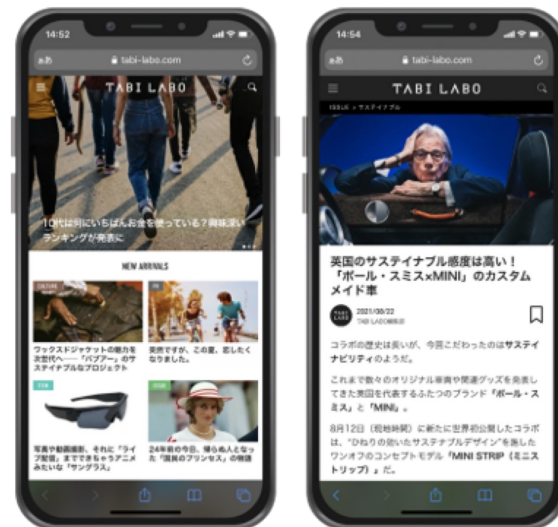 14:52
ぁあ tabi-labo.com
TABI LABO
10代は何にいちばんお金を使っている？興味深い
ランキングが発表に
NEW ARRIVALS
CULTURE
ワックスドジャケットの魅力を
次世代へ——「バブアー」のサ
ステイナブルなプロジェクト
PR
突然ですが、この夏、恋したく
なりました。
ITEM
写真や動画撮影、それに「ライ
ブ配信」までできちゃうアニメ
みたいな「サングラス」
ISSUE
24年前の今日、帰らぬ人となっ
た「国民のプリンセス」の物語
14:54
ぁあ tabi-labo.com
TABI LABO
ISSUE > サステイナブル
英国のサステイナブル感度は高い！
「ポール・スミス×MINI」のカスタム
メイド車
TABI LABO
2021/08/22
TABI LABO編集部
コラボの歴史は長いが、今回こだわったのはサステイ
ナビリティのようだ。
これまで数々のオリジナル車両や関連グッズを発表し
てきた英国を代表するふたつのブランド「ポール・ス
ミス」と「MINI」。
8月12日（現地時間）に新たに世界初公開したコラボ
は、“ひねりの効いたサステナブルデザイン”を施した
ワンオフのコンセプトモデル「MINI STRIP（ミニス
トリップ）」だ。